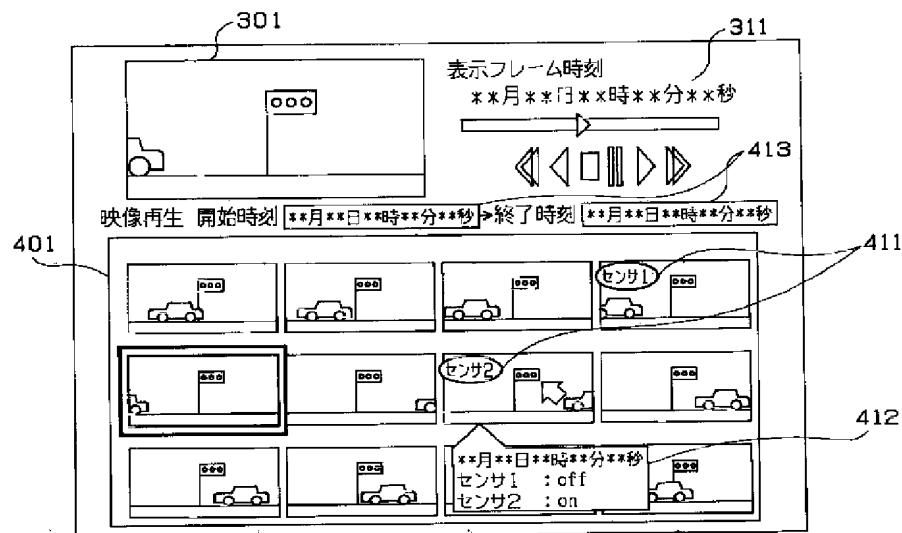 301
311
表示フレーム時刻
**月**日**時**分**秒
413
映像再生 開始時刻 **月**日**時**分**秒→終了時刻 **月**日**時**分**秒
401
411
センサ1
センサ2
412
**月**日**時**分**秒
センサ1 :off
センサ2 :on